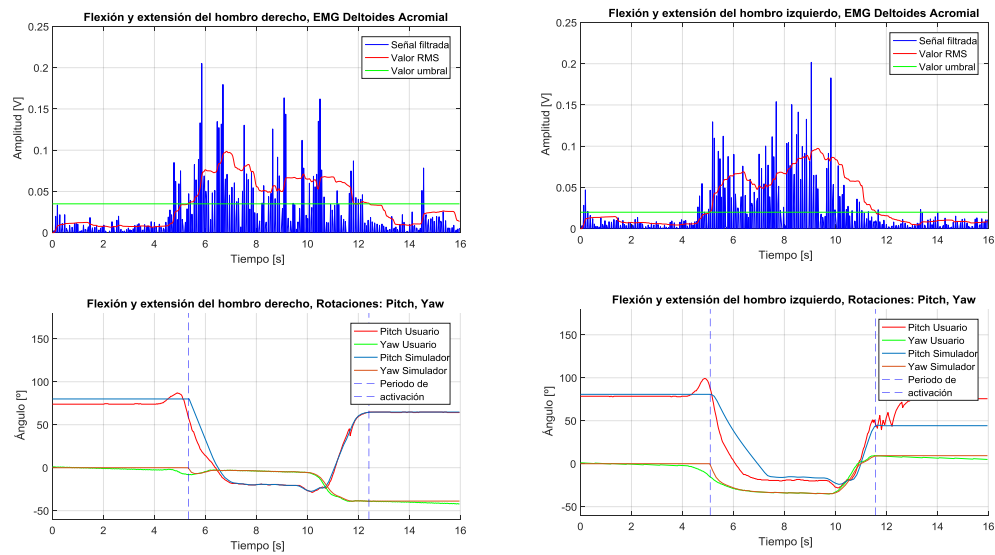 Flexión y extensión del hombro derecho, EMG Deltoides Acromial
0.25
0.2
0.15
0.1
0.05
0
Amplitud [V]
Señal filtrada
Valor RMS
Valor umbral
0 2 4 6 8 10 12 14 16
Tiempo [s]
Flexión y extensión del hombro izquierdo, EMG Deltoides Acromial
0.25
0.2
0.15
0.1
0.05
0
Amplitud [V]
Señal filtrada
Valor RMS
Valor umbral
0 2 4 6 8 10 12 14 16
Tiempo [s]
Flexión y extensión del hombro derecho, Rotaciones: Pitch, Yaw
150
100
50
0
-50
Ángulo [º]
Pitch Usuario
Yaw Usuario
Pitch Simulador
Yaw Simulador
Periodo de
activación
0 2 4 6 8 10 12 14 16
Tiempo [s]
Flexión y extensión del hombro izquierdo, Rotaciones: Pitch, Yaw
150
100
50
0
-50
Ángulo [º]
Pitch Usuario
Yaw Usuario
Pitch Simulador
Yaw Simulador
Periodo de
activación
0 2 4 6 8 10 12 14 16
Tiempo [s]